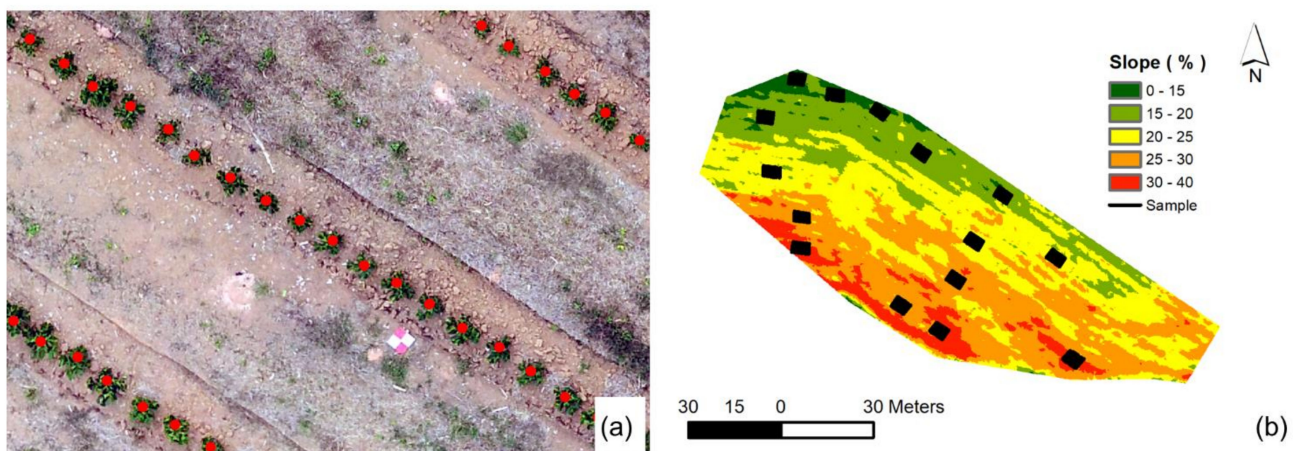 (a)
Slope ( % )
0 - 15
15 - 20
20 - 25
25 - 30
30 - 40
Sample
N
30 15 0 30 Meters
(b)